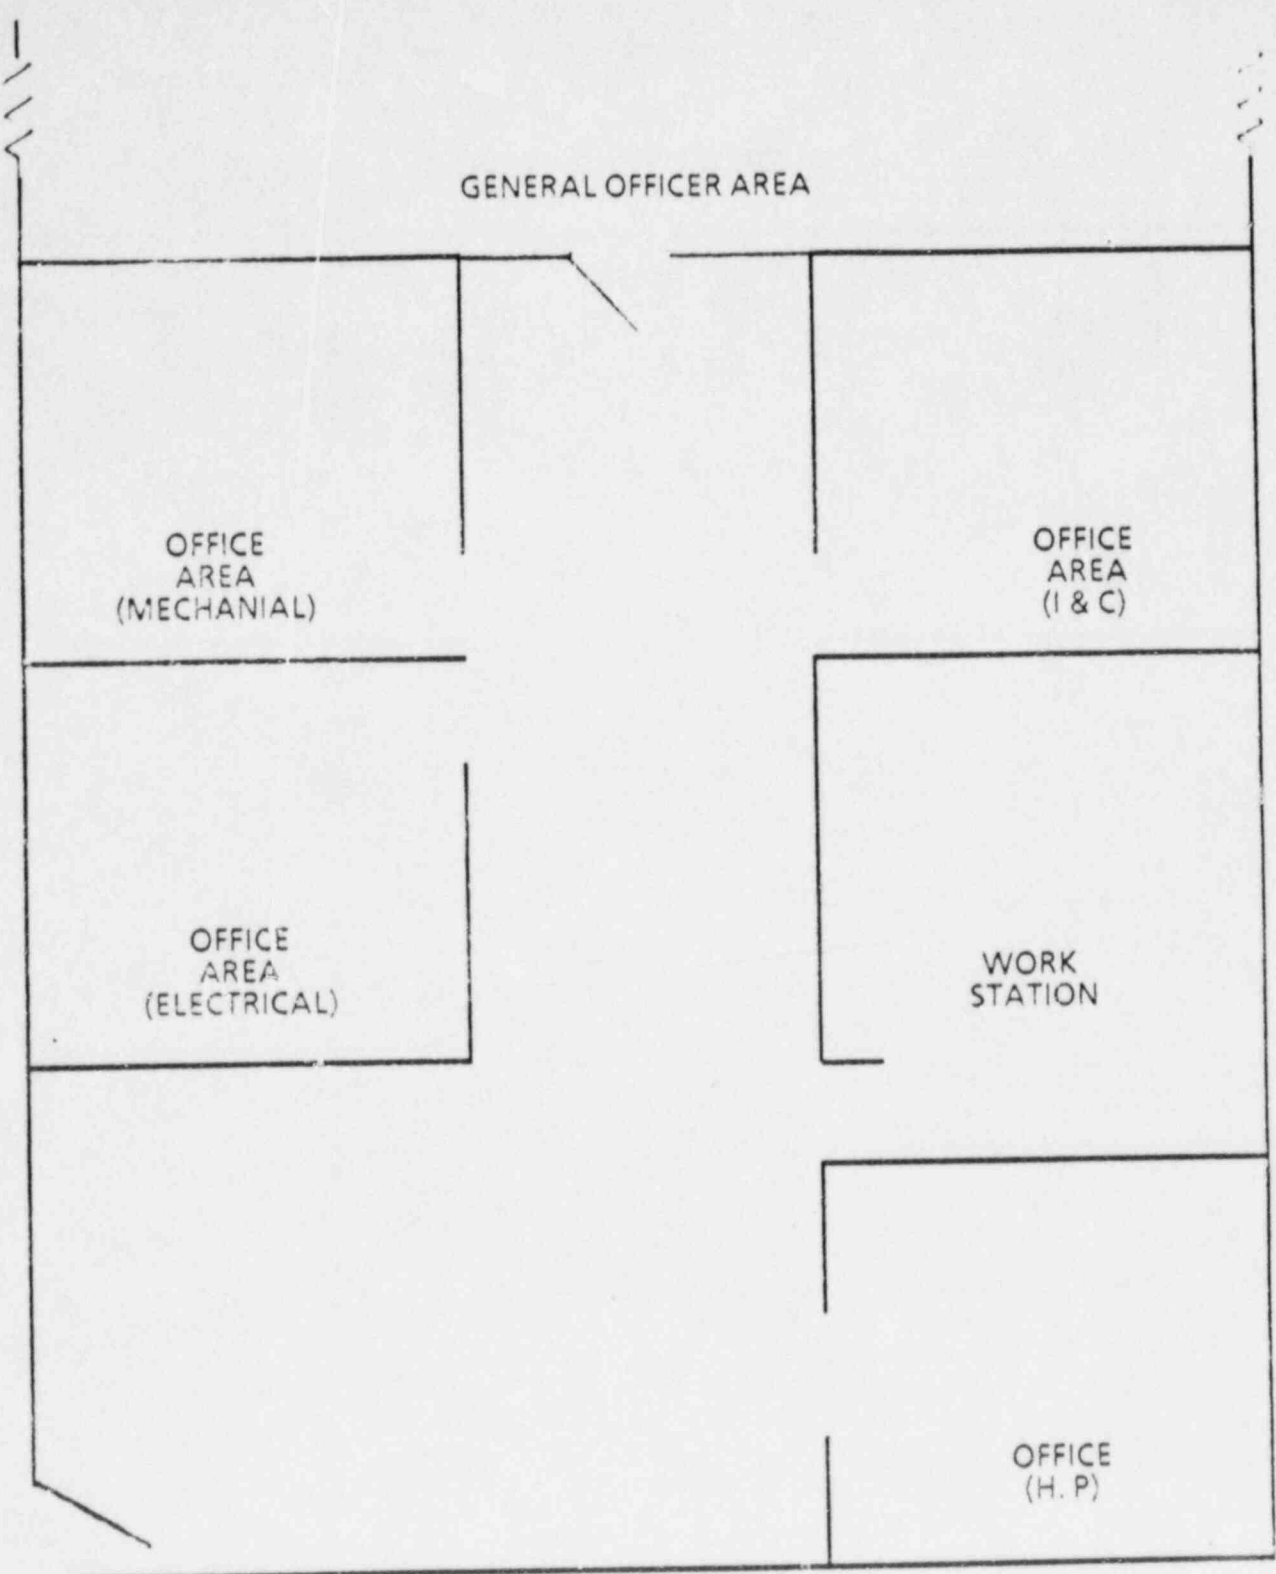 GENERAL OFFICER AREA
OFFICE
AREA
(MECHANIAL)
OFFICE
AREA
(I & C)
OFFICE
AREA
(ELECTRICAL)
WORK
STATION
OFFICE
(H. P)